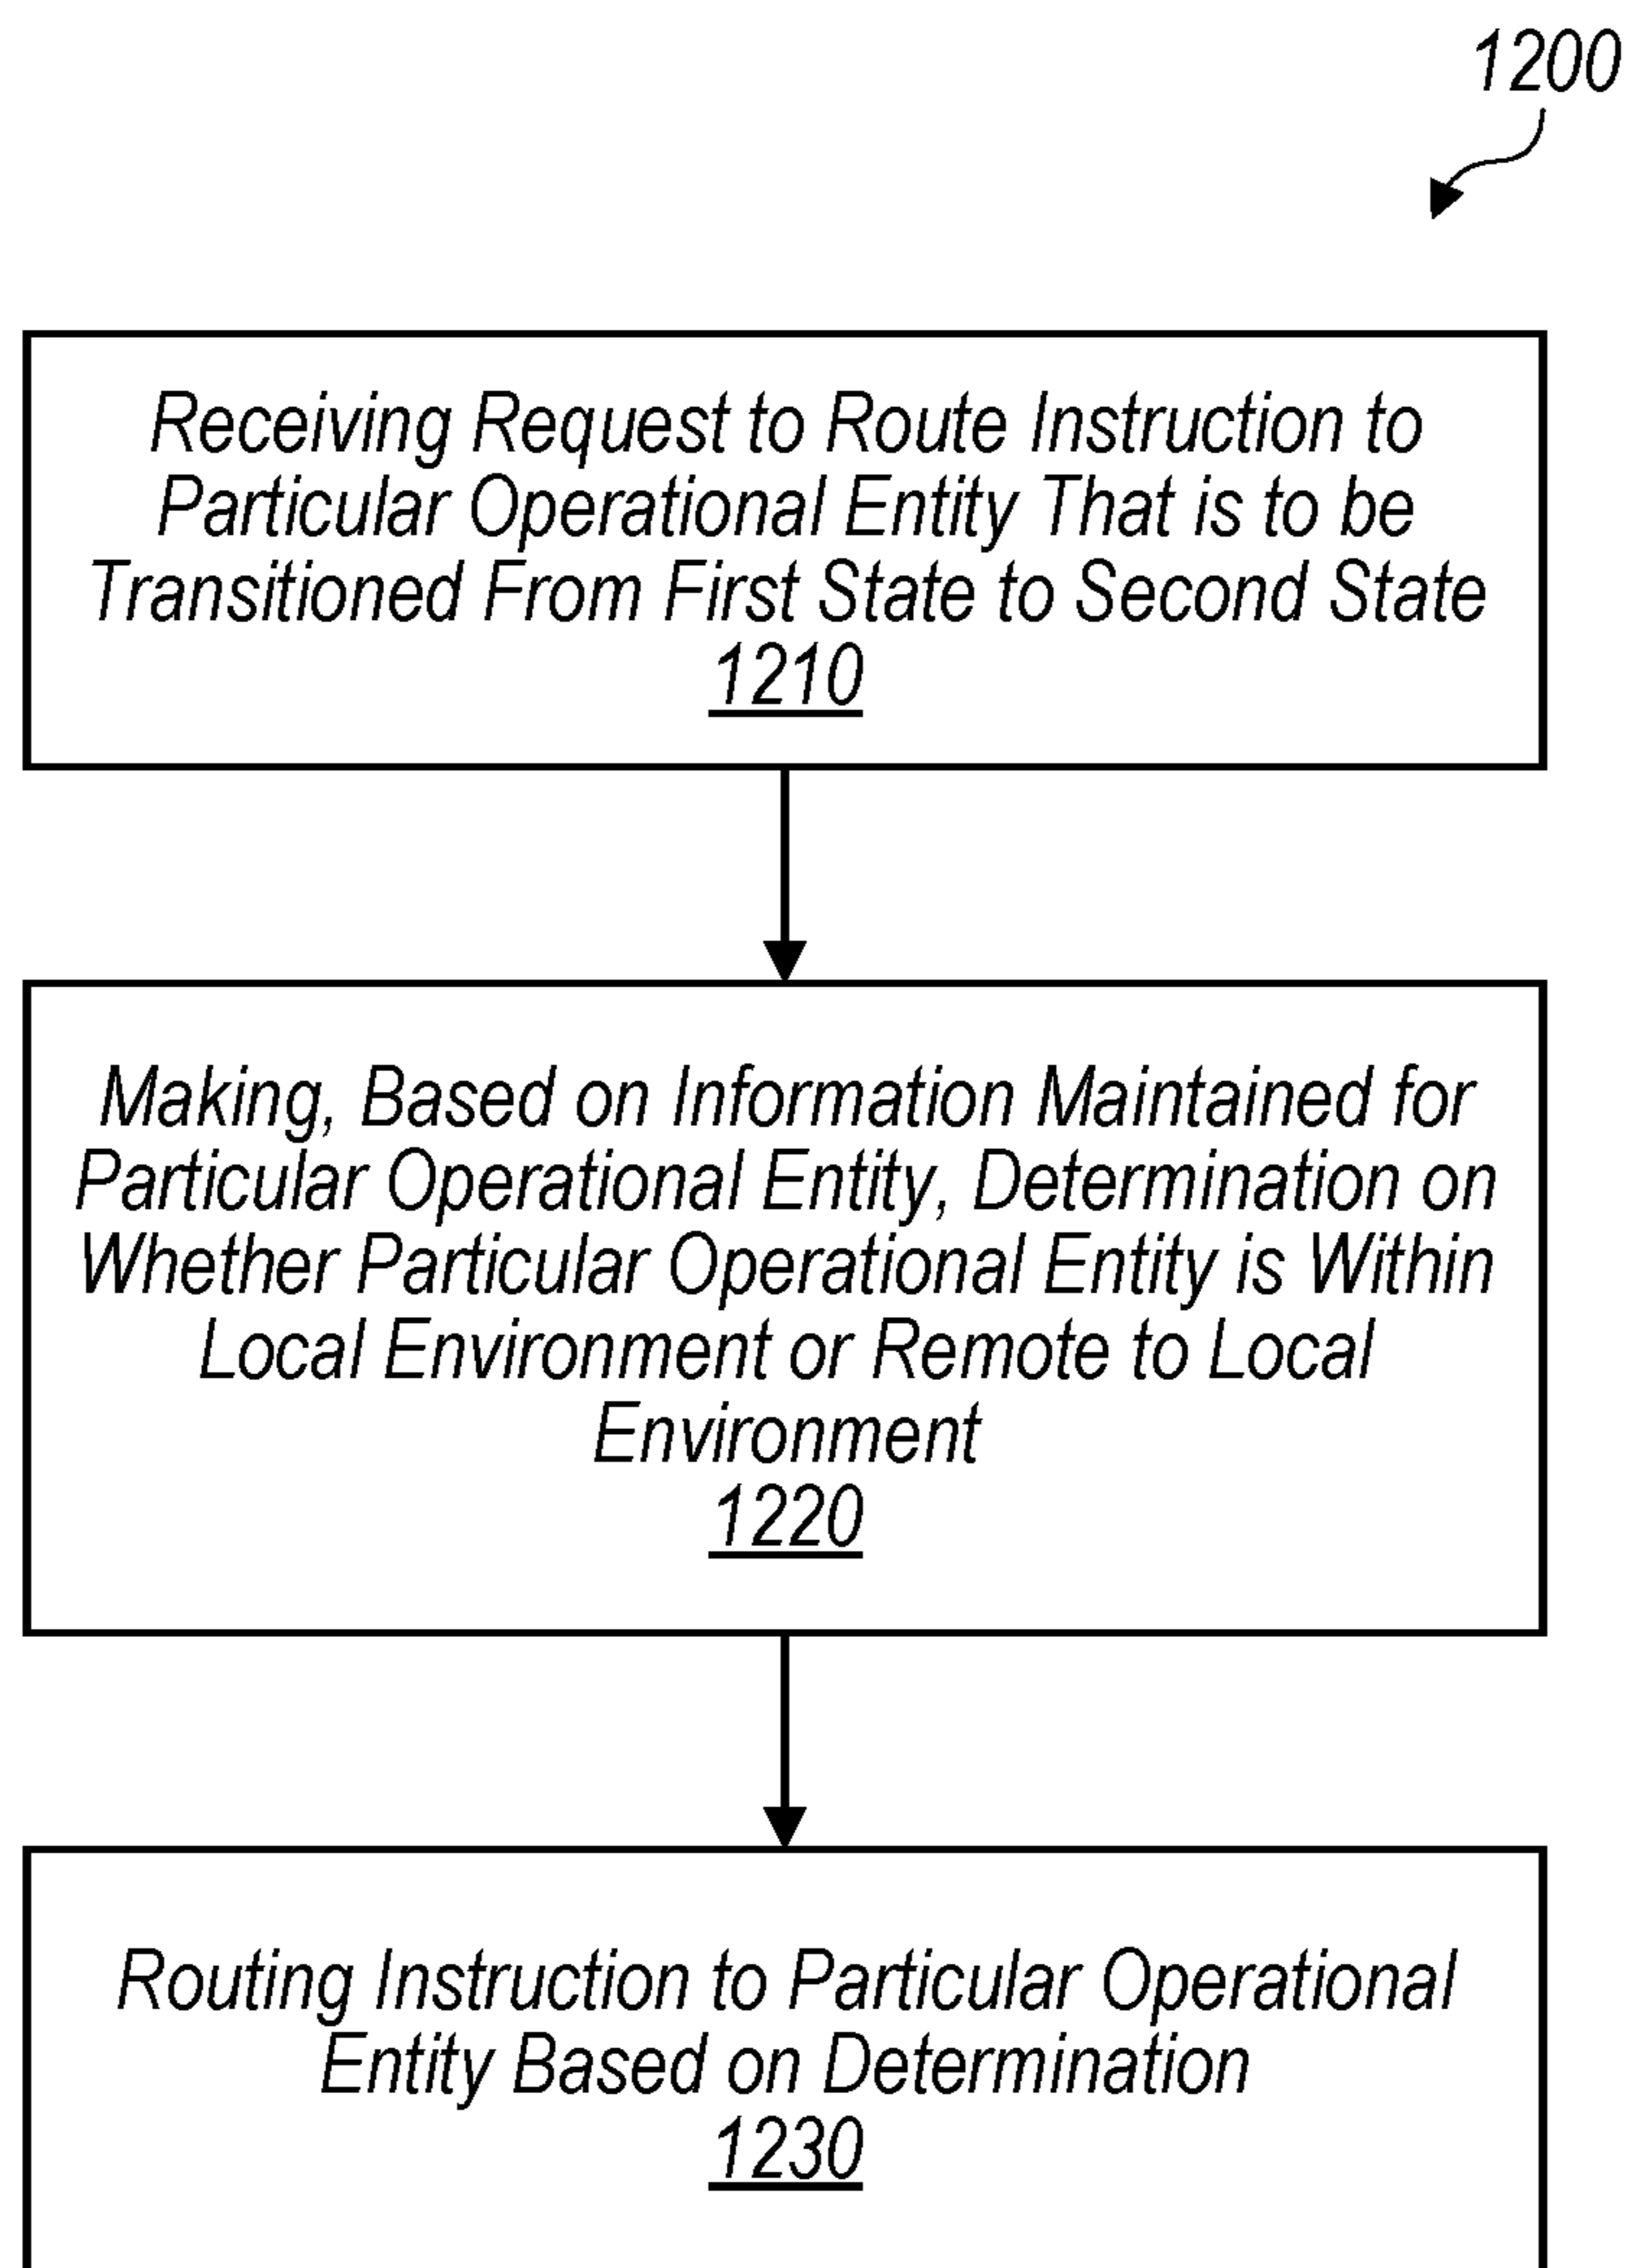 1200
Receiving Request to Route Instruction to
Particular Operational Entity That is to be
Transitioned From First State to Second State
1210
Making, Based on Information Maintained for
Particular Operational Entity, Determination on
Whether Particular Operational Entity is Within
Local Environment or Remote to Local
Environment
1220
Routing Instruction to Particular Operational
Entity Based on Determination
1230